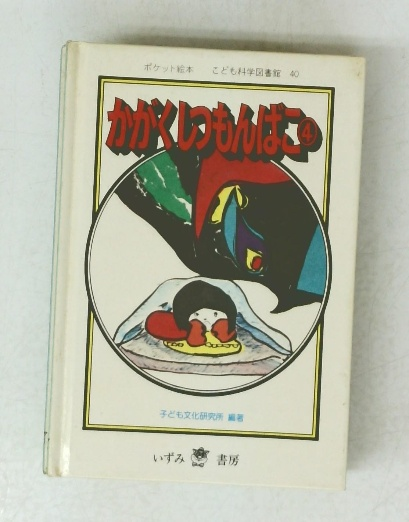 ポケット絵本 こども科学図書館 40
かがくしつもんばこ④
子ども文化研究所 編著
いずみ書房